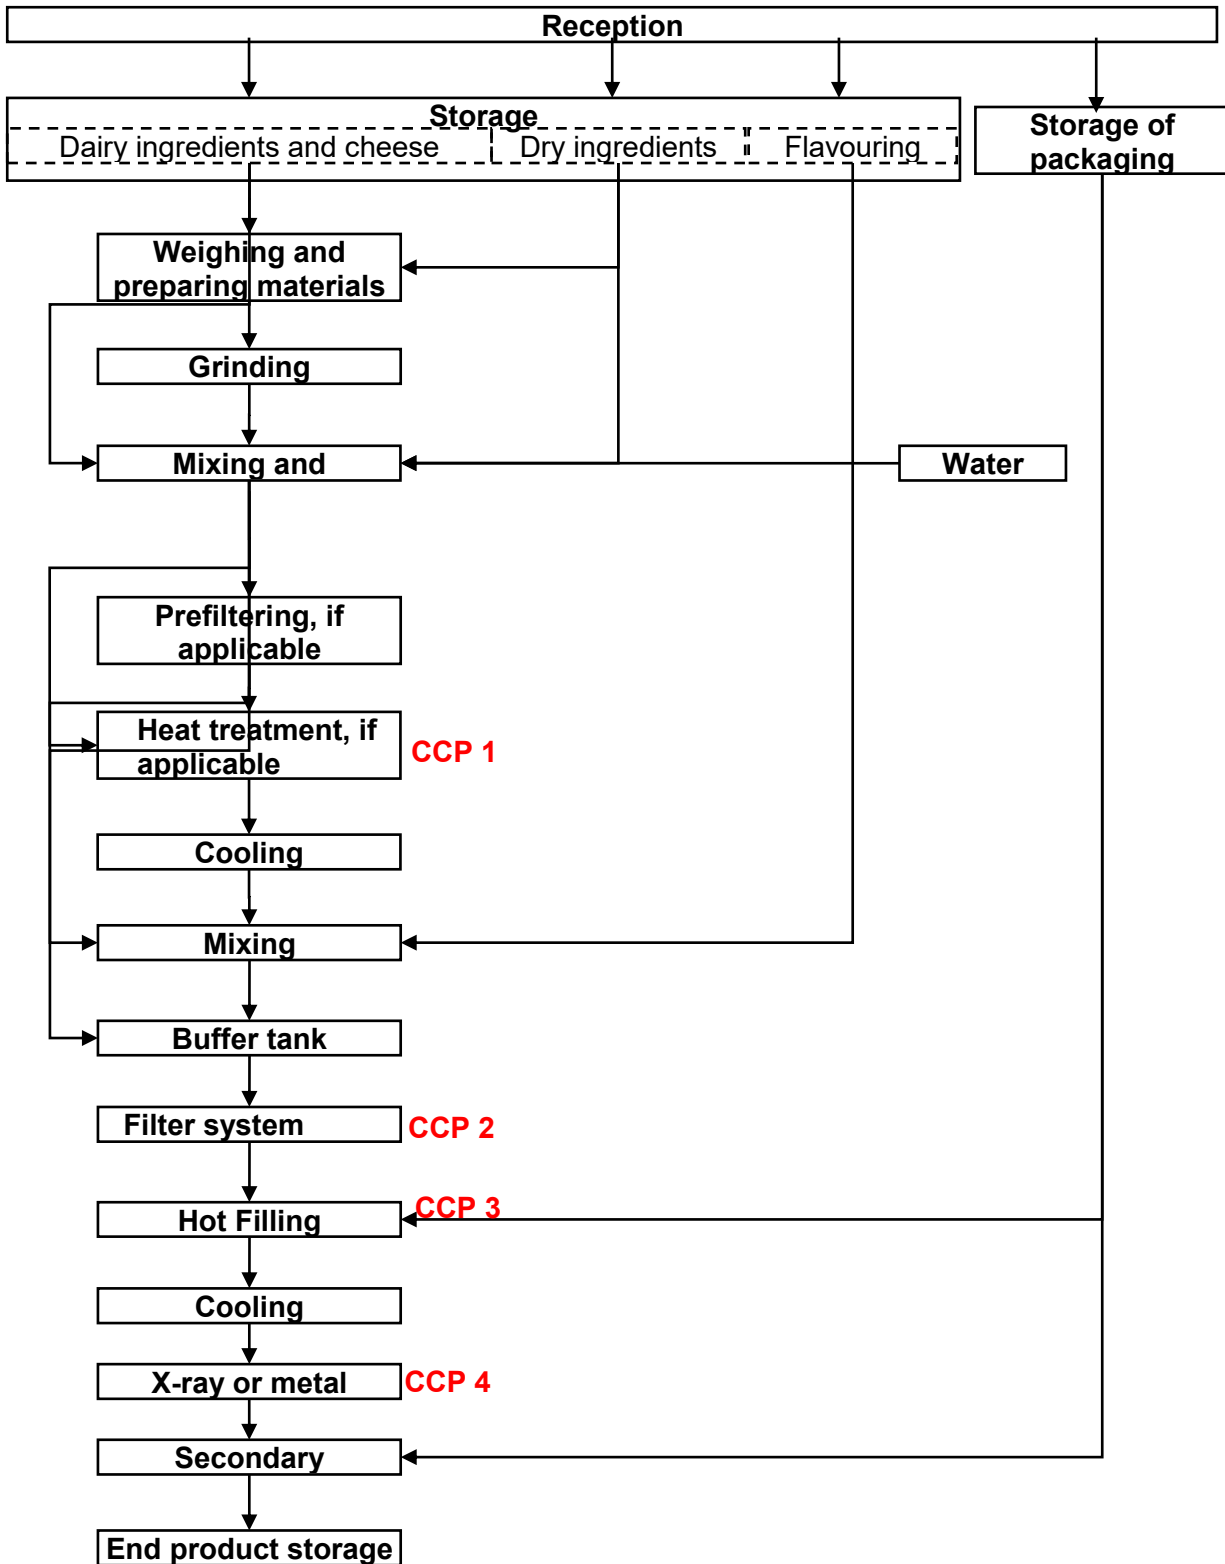 Reception
Storage
Dairy ingredients and cheese
Dry ingredients
Flavouring
Storage of
packaging
Weighing and
preparing materials
Grinding
Mixing and
Water
Prefiltering, if
applicable
Heat treatment, if
applicable
CCP 1
Cooling
Mixing
Buffer tank
Filter system
CCP 2
CCP 3
Hot Filling
Cooling
X-ray or metal
CCP 4
Secondary
End product storage